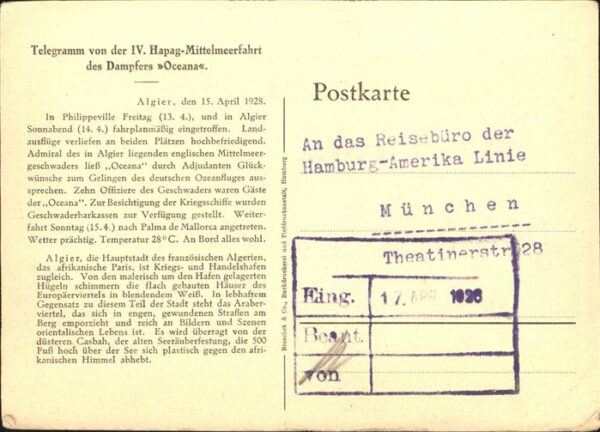 Telegramm von der IV. Hapag-Mittelmeerfahrt
des Dampfers »Oceana«.
Algier, den 15. April 1928.
In Philippeville Freitag (13. 4.), und in Algier
Sonnabend (14. 4.) fahrplanmäßig eingetroffen. Land-
ausflüge verliefen an beiden Plätzen hochbefriedigend.
Admiral des in Algier liegenden englischen Mittelmeer-
geschwaders ließ „Oceana" durch Adjudanten Glück-
wünsche zum Gelingen des deutschen Ozeanfluges aus-
sprechen. Zehn Offiziere des Geschwaders waren Gäste
der „Oceana". Zur Besichtigung der Kriegsschiffe wurden
Geschwaderbarkassen zur Verfügung gestellt. Weiter-
fahrt Sonntag (15. 4.) nach Palma de Mallorca angetreten.
Wetter prächtig. Temperatur 28° C. An Bord alles wohl.
Algier, die Hauptstadt des französischen Algerien,
das afrikanische Paris, ist Kriegs- und Handelshafen
zugleich. Von den malerisch um den Hafen gelagerten
Hügeln schimmern die flach gebauten Häuser des
Europäerviertels in blendendem Weiß. In lebhaftem
Gegensatz zu diesem Teil der Stadt steht das Araber-
viertel, das sich in engen, gewundenen Straßen am
Berg emporzieht und reich an Bildern und Szenen
orientalischen Lebens ist. Es wird überragt von der
düsteren Casbah, der alten Seeräuberfestung, die 500
Fuß hoch über der See sich plastisch gegen den afri-
kanischen Himmel abhebt.
& Co., Buchdruckerei und Tiefdruckanstalt, Hamburg
Postkarte
An das Reisebüro der
Hamburg-Amerika Linie
München
Theatinerstr 28
Eing. 17. APR 1928
Beant.
von